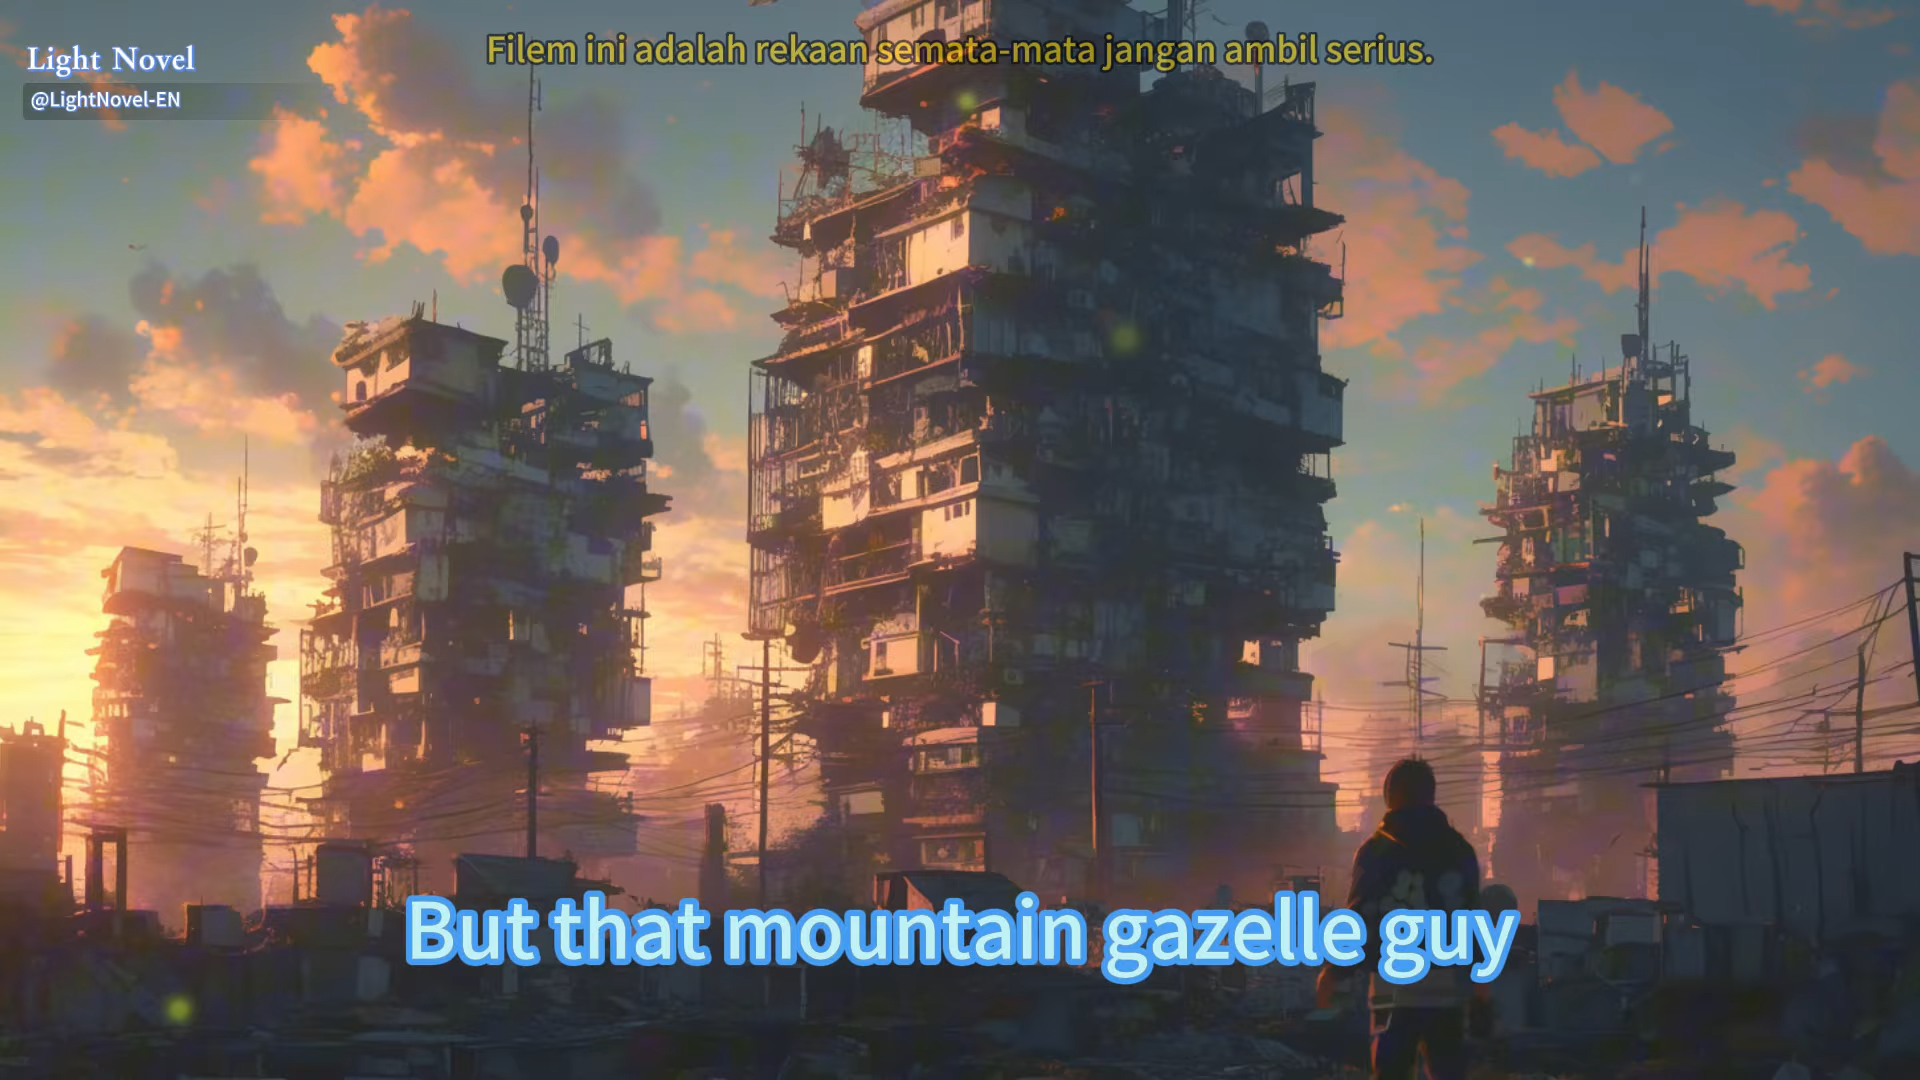 Filem ini adalah rekaan semata-mata jangan ambil serius.
Light Novel
@LightNovel-EN
But that mountain gazelle guy